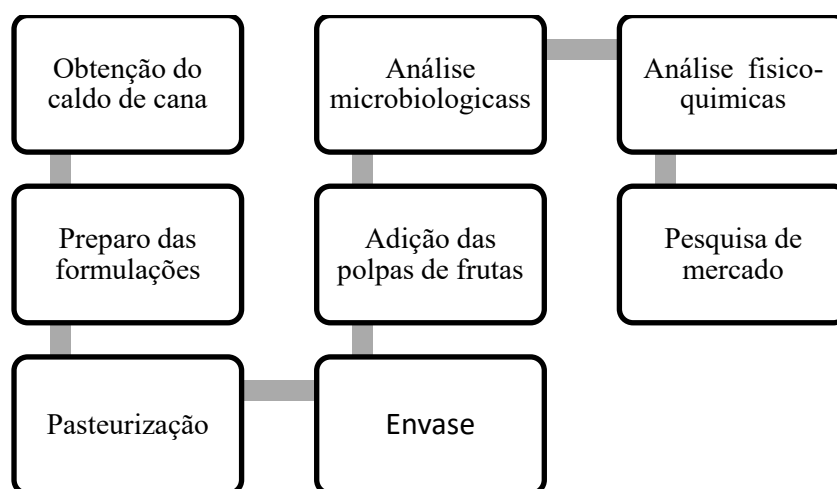 Obtenção do
caldo de cana
Preparo das
formulações
Pasteurização
Envase
Adição das
polpas de frutas
Análise
microbiologicass
Análise  fisico-
quimicas
Pesquisa de
mercado